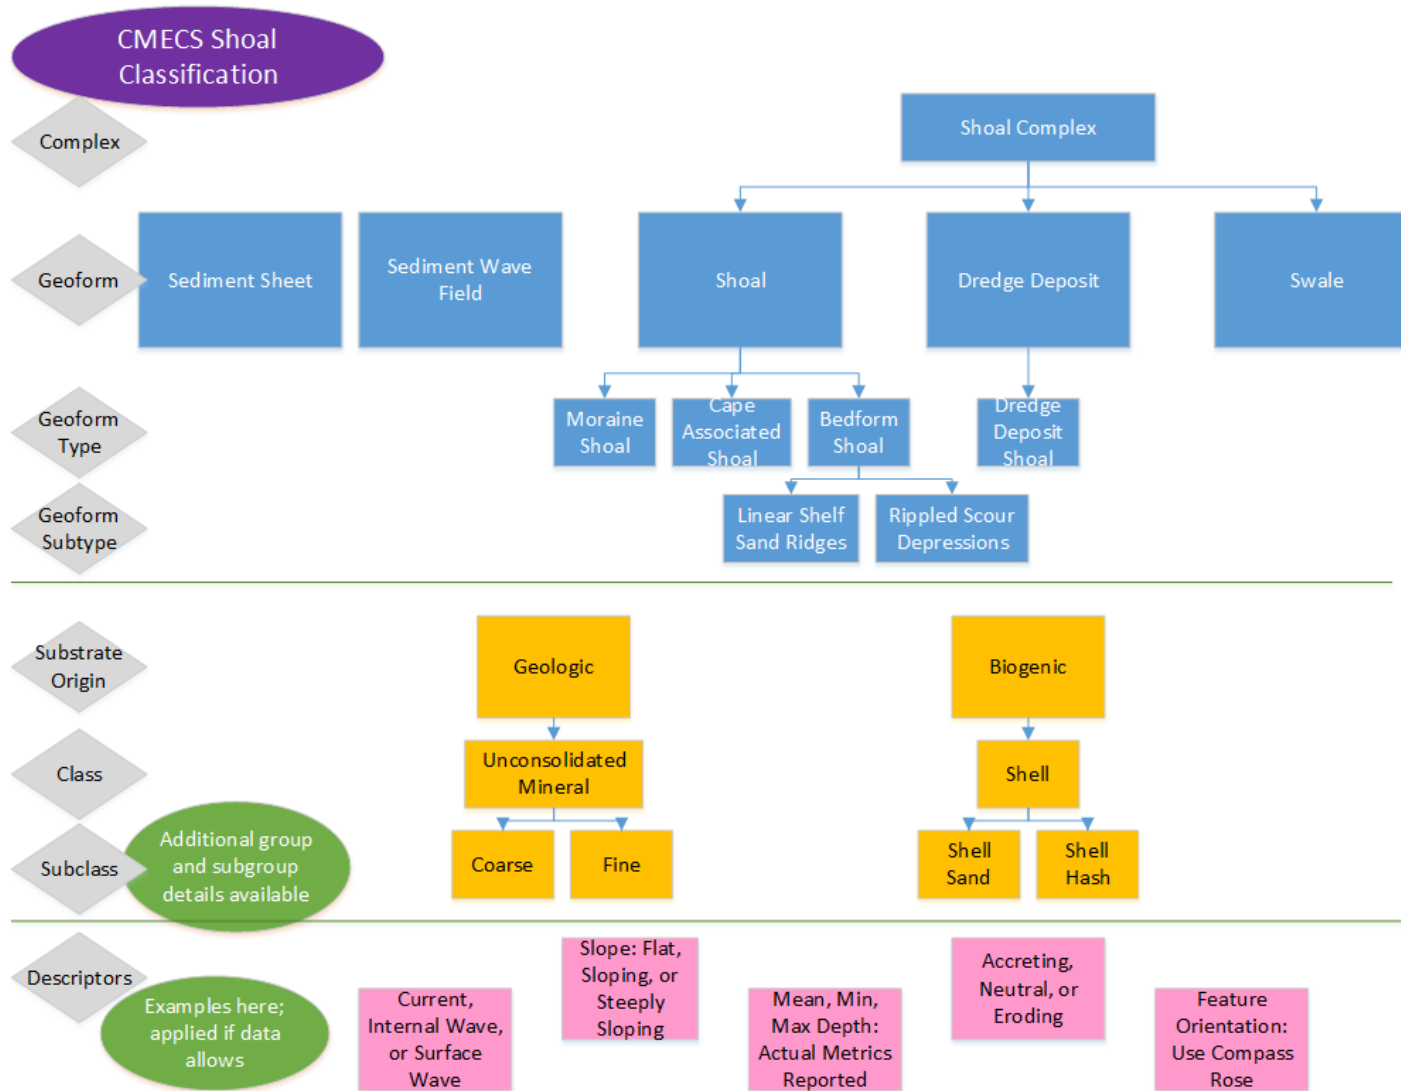 CMECS Shoal
Classification
Complex
Shoal Complex
Geoform
Sediment Sheet
Sediment Wave
Field
Shoal
Dredge Deposit
Swale
Geoform
Type
Moraine
Shoal
Cape
Associated
Shoal
Bedform
Shoal
Dredge
Deposit
Shoal
Geoform
Subtype
Linear Shelf
Sand Ridges
Rippled Scour
Depressions
Substrate
Origin
Geologic
Biogenic
Class
Unconsolidated
Mineral
Shell
Subclass
Additional group
and subgroup
details available
Coarse
Fine
Shell
Sand
Shell
Hash
Descriptors
Examples here;
applied if data
allows
Current,
Internal Wave,
or Surface
Wave
Slope: Flat,
Sloping, or
Steeply
Sloping
Mean, Min,
Max Depth:
Actual Metrics
Reported
Accreting,
Neutral, or
Eroding
Feature
Orientation:
Use Compass
Rose